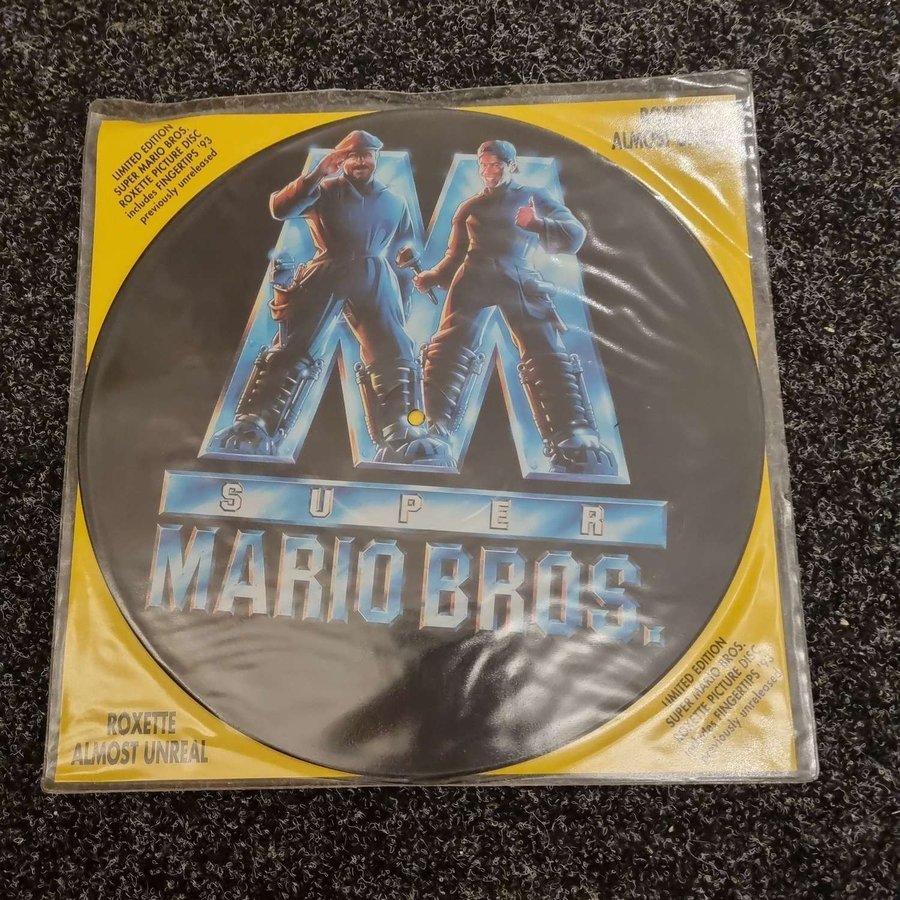 LIMITED EDITION
SUPER MARIO BROS.
ROXETTE PICTURE DISC
includes FINGERTIPS '93
previously unreleased
ROXETTE
ALMOST
SUPER
MARIO BROS.
ROXETTE
ALMOST UNREAL
LIMITED EDITION
SUPER MARIO BROS.
ROXETTE PICTURE DISC
includes FINGERTIPS '93
previously unreleased